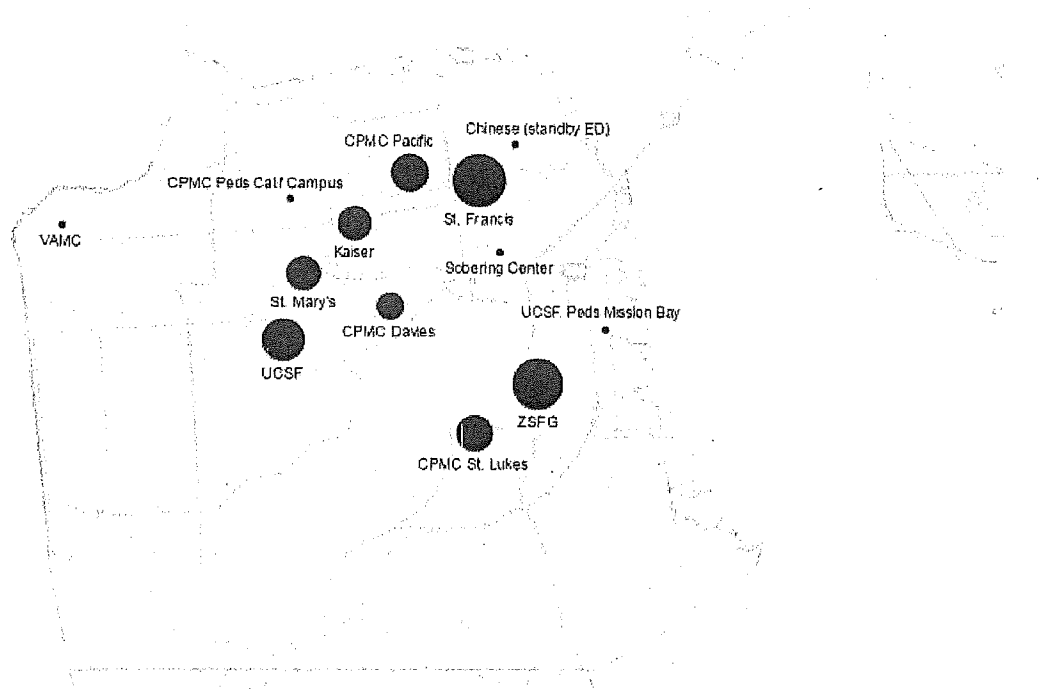 Chinese (standby ED)
CPMC Pacific
CPMC Peds Calif Campus
St. Francis
VAMC
Kaiser
Sobering Center
St. Mary's
UCSF Peds Mission Bay
CPMC Davies
UCSF
ZSFG
CPMC St. Lukes